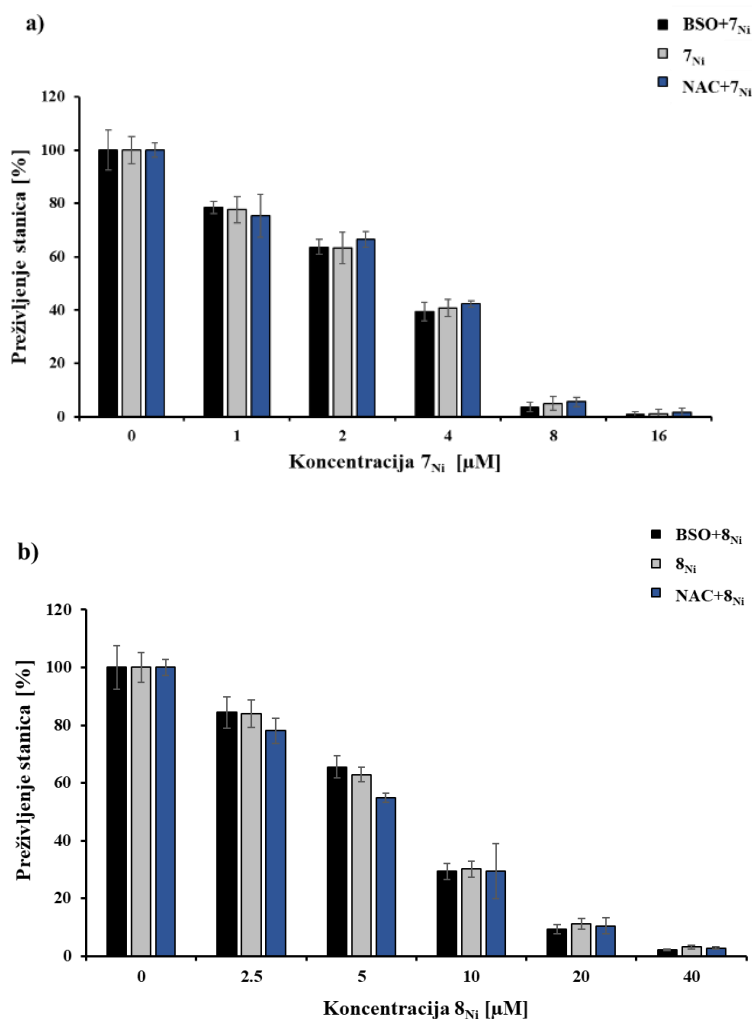 a)
BSO+7Ni
7Ni
NAC+7Ni
120
100
80
60
40
20
0
Preživljenje stanica [%]
0 1 2 4 8 16
Koncentracija 7Ni [µM]
b)
BSO+8Ni
8Ni
NAC+8Ni
120
100
80
60
40
20
0
Preživljenje stanica [%]
0 2.5 5 10 20 40
Koncentracija 8Ni [µM]